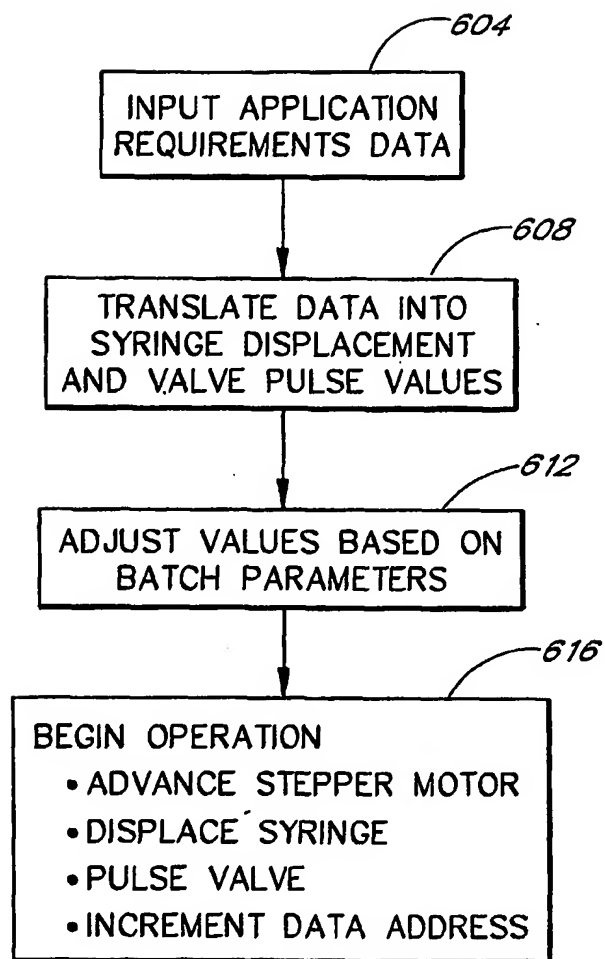 604
INPUT APPLICATION
REQUIREMENTS DATA
608
TRANSLATE DATA INTO
SYRINGE DISPLACEMENT
AND VALVE PULSE VALUES
612
ADJUST VALUES BASED ON
BATCH PARAMETERS
616
BEGIN OPERATION
• ADVANCE STEPPER MOTOR
• DISPLACE SYRINGE
• PULSE VALVE
• INCREMENT DATA ADDRESS